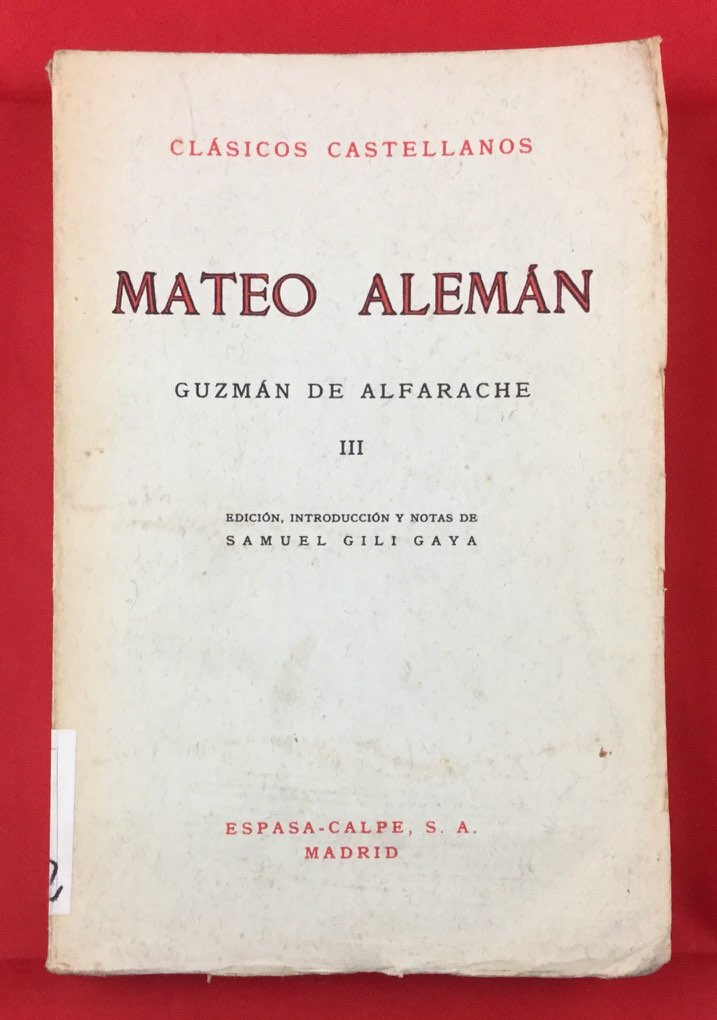 CLÁSICOS CASTELLANOS
MATEO ALEMÁN
GUZMÁN DE ALFARACHE
III
EDICIÓN, INTRODUCCIÓN Y NOTAS DE
SAMUEL GILI GAYA
ESPASA-CALPE, S. A.
MADRID